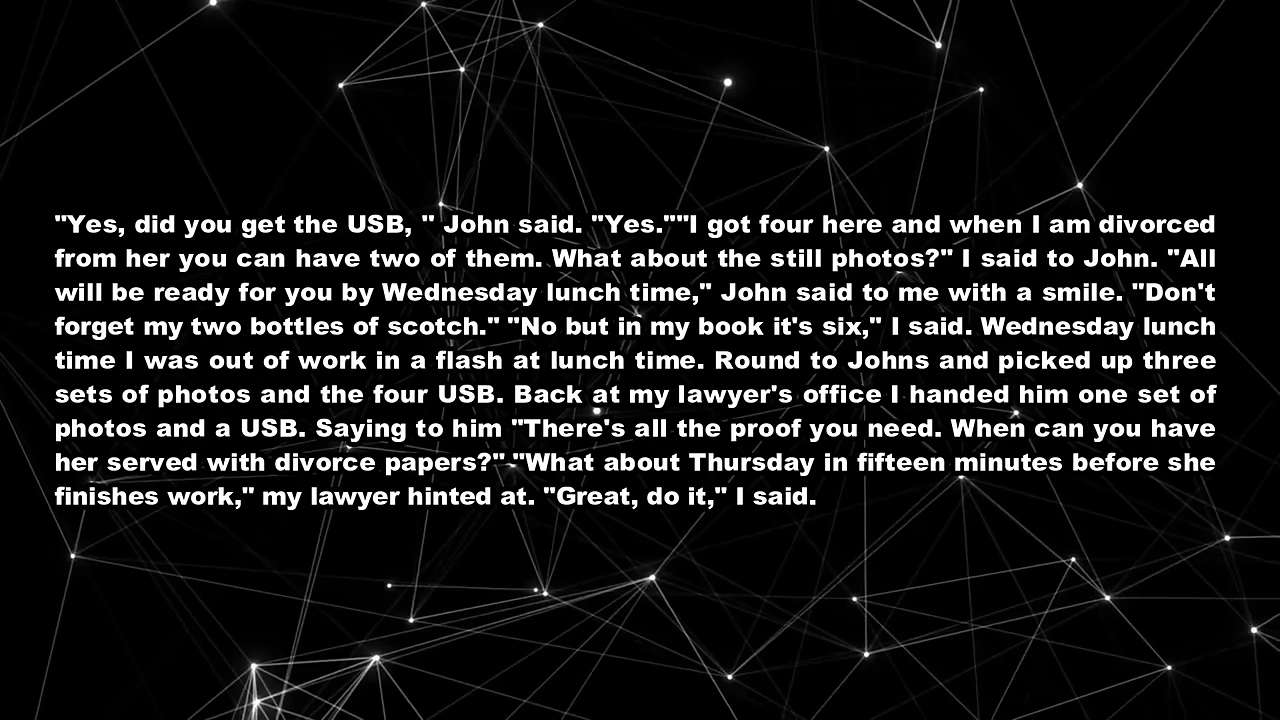 "Yes, did you get the USB, " John said. "Yes.""I got four here and when I am divorced
from her you can have two of them. What about the still photos?" I said to John. "All
will be ready for you by Wednesday lunch time," John said to me with a smile. "Don't
forget my two bottles of scotch." "No but in my book it's six," I said. Wednesday lunch
time I was out of work in a flash at lunch time. Round to Johns and picked up three
sets of photos and the four USB. Back at my lawyer's office I handed him one set of
photos and a USB. Saying to him "There's all the proof you need. When can you have
her served with divorce papers?" "What about Thursday in fifteen minutes before she
finishes work," my lawyer hinted at. "Great, do it," I said.